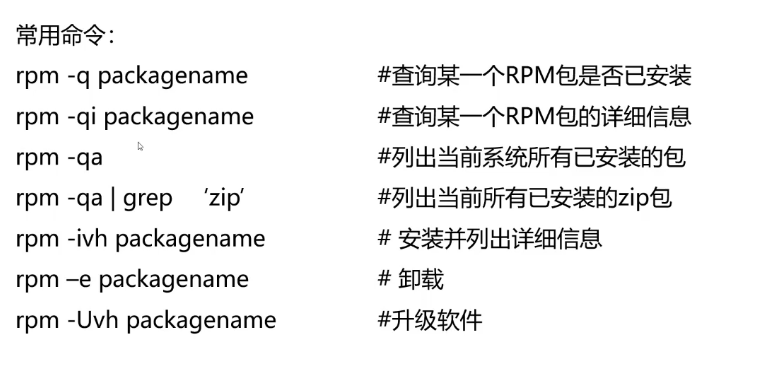 常用命令：
rpm -q packagename #查询某一个RPM包是否已安装
rpm -qi packagename #查询某一个RPM包的详细信息
rpm -qa #列出当前系统所有已安装的包
rpm -qa | grep ‘zip’ #列出当前所有已安装的zip包
rpm -ivh packagename # 安装并列出详细信息
rpm –e packagename # 卸载
rpm -Uvh packagename #升级软件